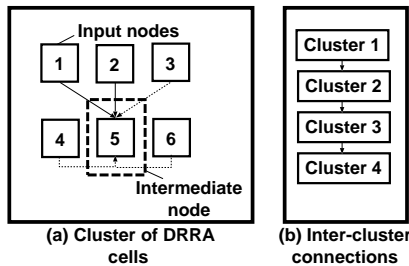 Input nodes
1
2
3
4
5
6
Intermediate
node
(a) Cluster of DRRA
cells
Cluster 1
Cluster 2
Cluster 3
Cluster 4
(b) Inter-cluster
connections